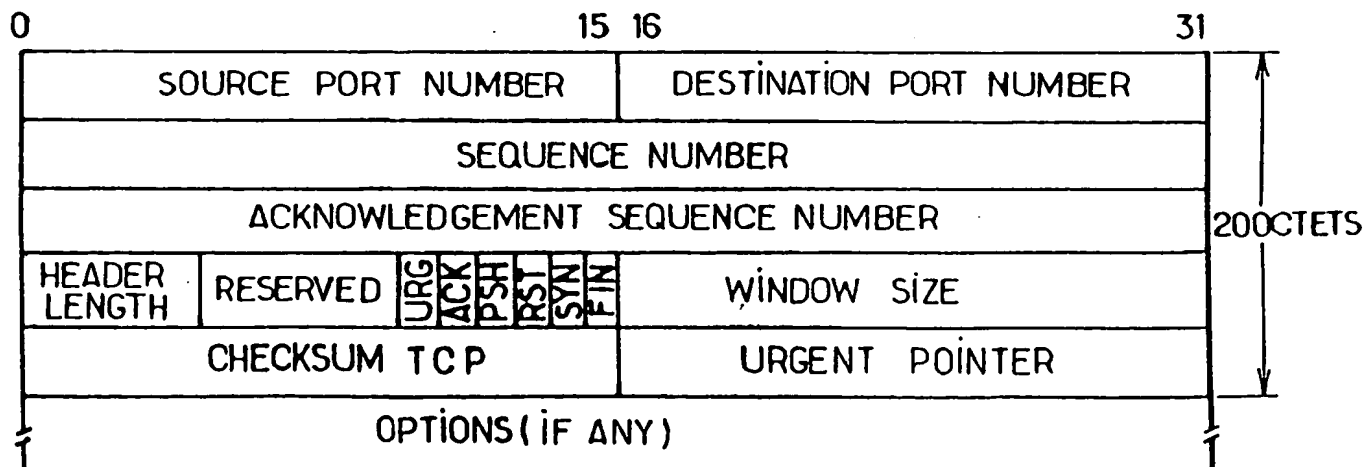 0 15 16 31
SOURCE PORT NUMBER DESTINATION PORT NUMBER
SEQUENCE NUMBER
ACKNOWLEDGEMENT SEQUENCE NUMBER
20OCTETS
HEADER LENGTH RESERVED URG ACK PSH RST SYN FIN WINDOW SIZE
CHECKSUM TCP URGENT POINTER
OPTIONS (IF ANY)